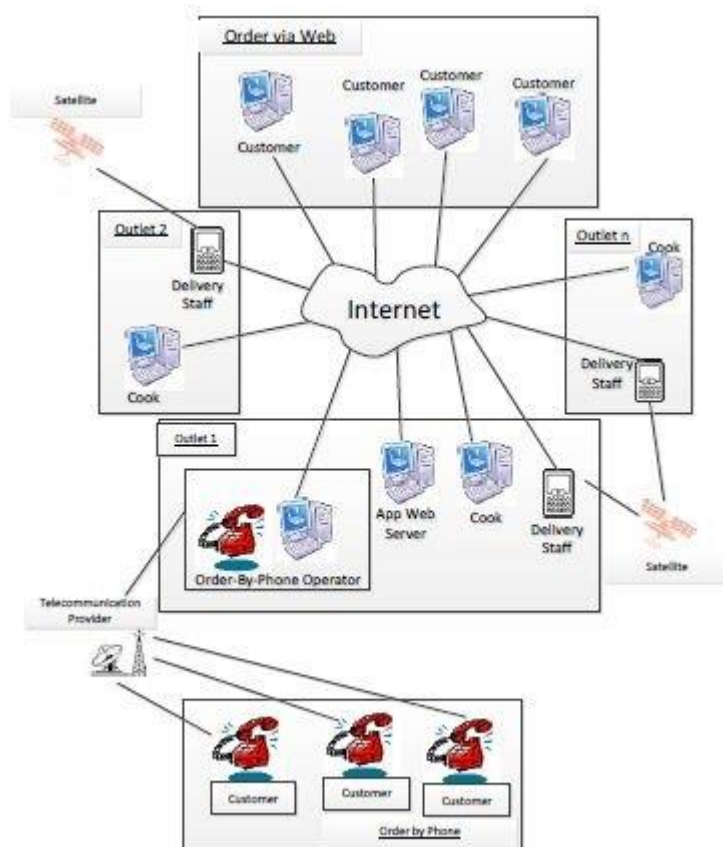 Order via Web
Customer
Customer
Customer
Customer
Satellite
Outlet 2
Delivery
Staff
Cook
Internet
Outlet n
Cook
Delivery
Staff
Outlet 1
Order-By-Phone Operator
App Web
Server
Cook
Delivery
Staff
Satellite
Telecommunication
Provider
Customer
Customer
Customer
Order by Phone